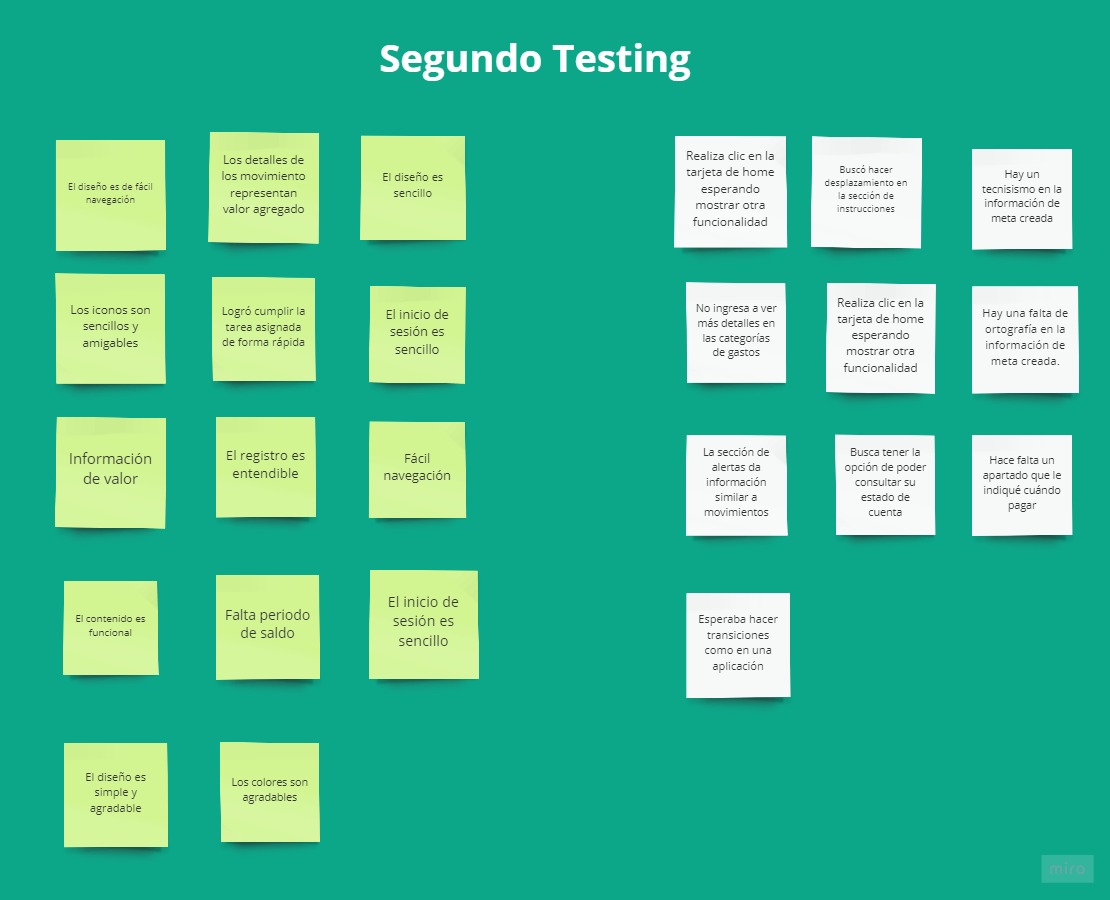 Segundo Testing
El diseño es de fácil
navegación
Los detalles de
los movimiento
representan
valor agregado
El diseño es
sencillo
Los iconos son
sencillos y
amigables
Logró cumplir la
tarea asignada
de forma rápida
El inicio de
sesión es
sencillo
Información
de valor
El registro es
entendible
Fácil
navegación
El contenido es
funcional
Falta periodo
de saldo
El inicio de
sesión es
sencillo
El diseño es
simple y
agradable
Los colores son
agradables
Realiza clic en la
tarjeta de home
esperando
mostrar otra
funcionalidad
Buscó hacer
desplazamiento en
la sección de
instrucciones
Hay un
tecnisismo en la
información de
meta creada
No ingresa a ver
más detalles en
las categorías
de gastos
Realiza clic en la
tarjeta de home
esperando
mostrar otra
funcionalidad
Hay una falta de
ortografía en la
información de
meta creada.
La sección de
alertas da
información
similar a
movimientos
Busca tener la
opción de poder
consultar su
estado de
cuenta
Hace falta un
apartado que le
indiqué cuándo
pagar
Esperaba hacer
transiciones
como en una
aplicación
miro